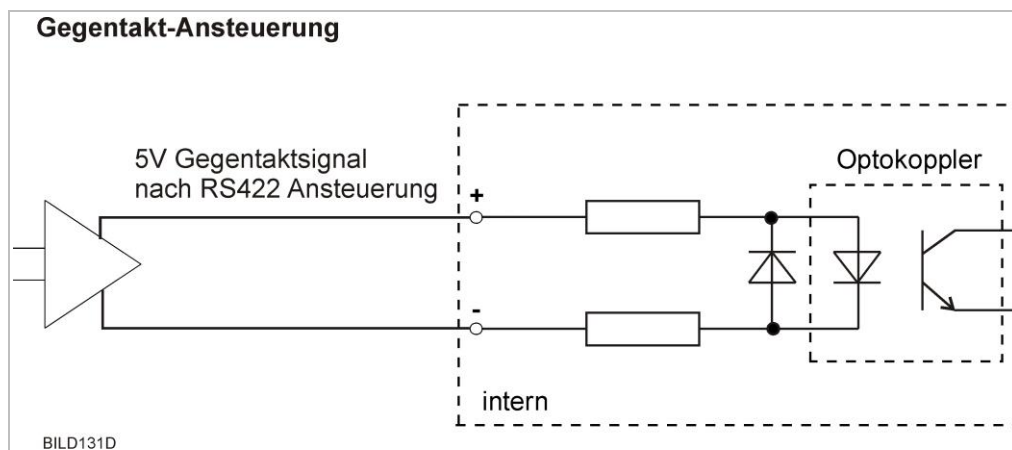 Gegentakt-Ansteuerung
5V Gegentaktsignal
nach RS422 Ansteuerung
Optokoppler
+
-
intern
BILD131D